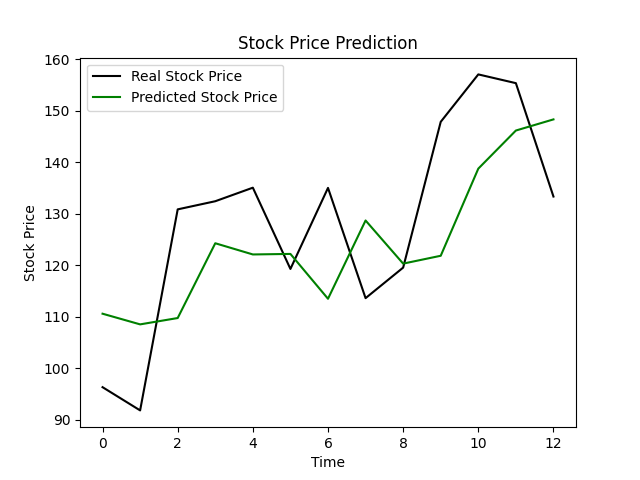 Stock Price Prediction
Real Stock Price
Predicted Stock Price
Stock Price
160
150
140
130
120
110
100
90
0 2 4 6 8 10 12
Time